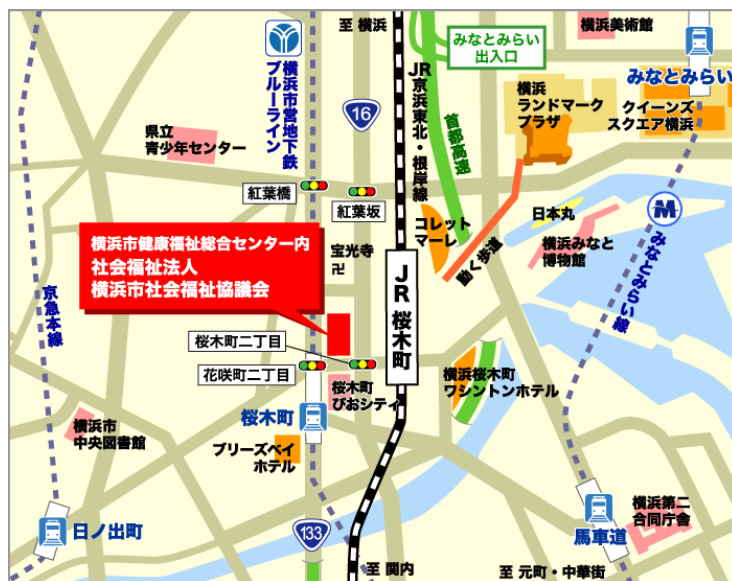 至 横浜
みなとみらい
出入口
横浜美術館
みなとみらい
横浜市営地下鉄
ブルーライン
JR京浜東北・根岸線
首都高速
横浜
ランドマーク
プラザ
クイーンズ
スクエア横浜
16
県立
青少年センター
紅葉橋
紅葉坂
コレット
マーレ
日本丸
M
みなとみらい線
横浜みなと
博物館
動く歩道
横浜市健康福祉総合センター内
社会福祉法人
横浜市社会福祉協議会
宝光寺
卍
JR桜木町
京急本線
桜木町二丁目
花咲町二丁目
桜木町
ぴおシティ
横浜桜木町
ワシントンホテル
桜木町
横浜市
中央図書館
ブリーズベイ
ホテル
日ノ出町
133
馬車道
横浜第二
合同庁舎
至 関内
至 元町・中華街